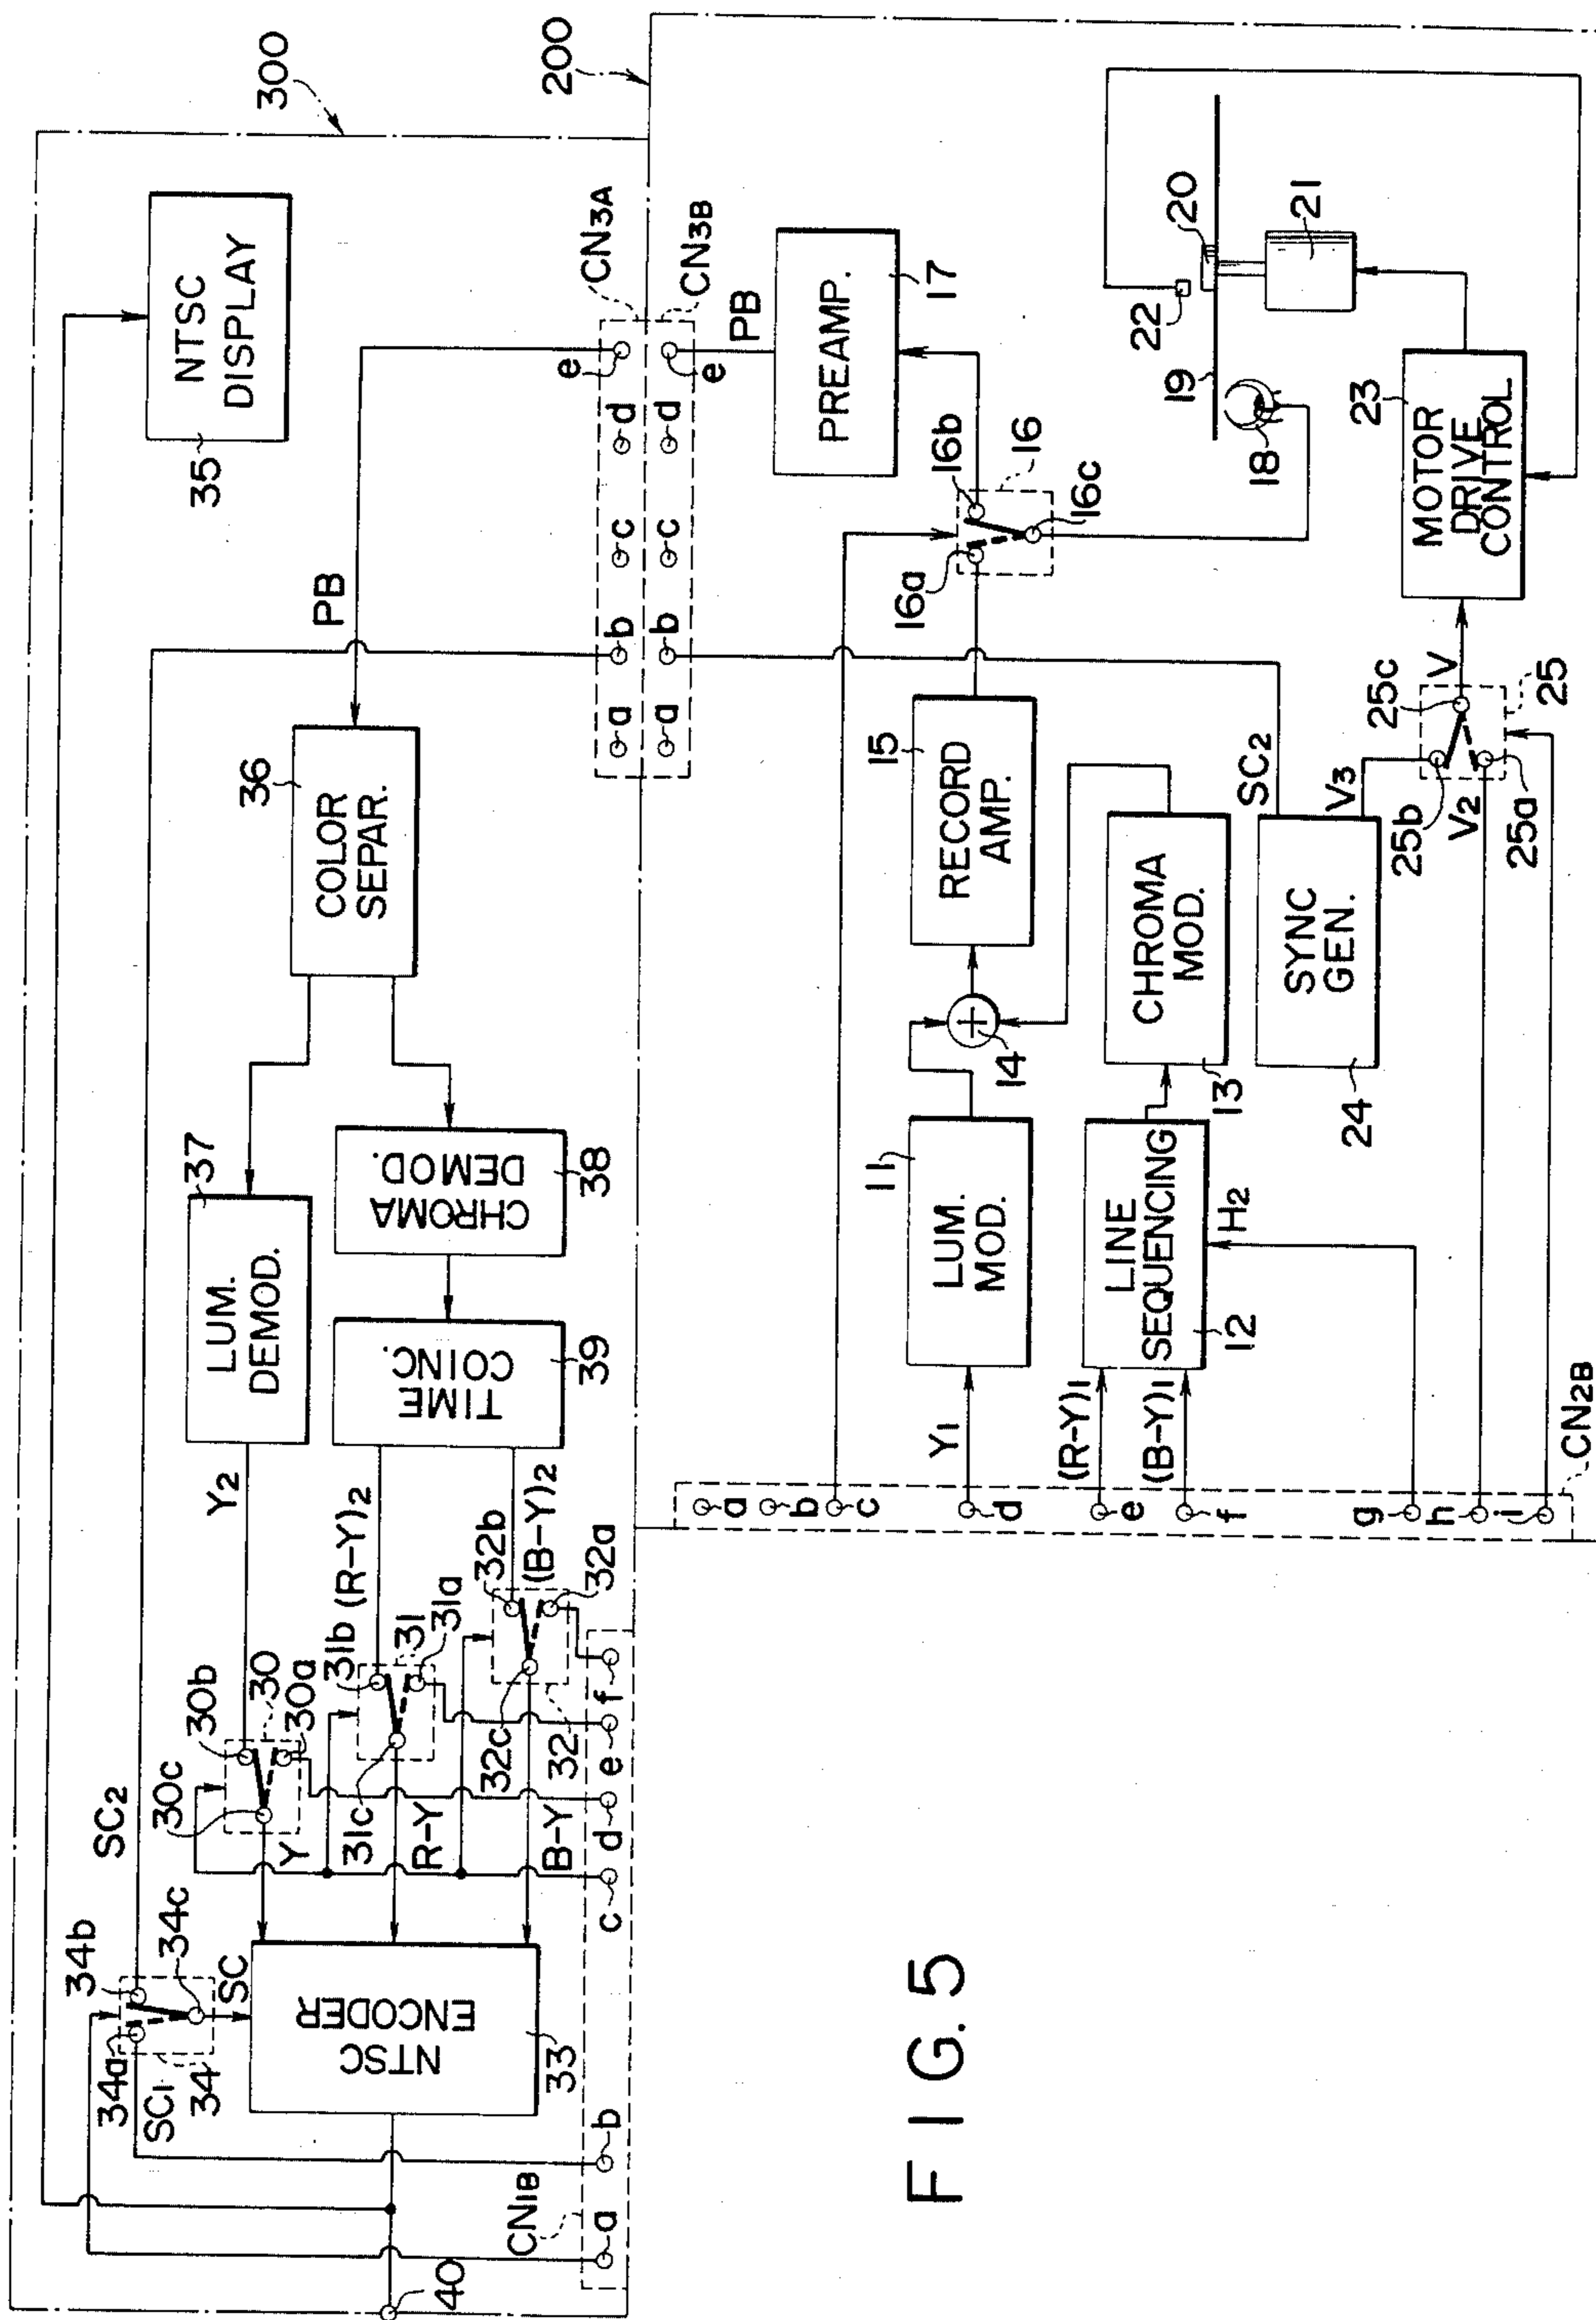 300
200
NTSC
DISPLAY
35
CN3A
CN3B
a
b
c
d
e
a
b
c
d
e
PB
PB
36
COLOR
SEPAR.
37
LUM.
DEMOD.
CHROMA
DEMOD.
38
TIME
COINC.
39
Y2
(R-Y)2
(B-Y)2
30b
30
30a
30c
31b
31
31a
31c
32b
32a
32c
32
SC2
Y
R-Y
B-Y
34b
34c
34a
34
SC1
SC
NTSC
ENCODER
33
CN1B
a
b
c
d
e
f
40
PREAMP.
17
16b
16
16c
16a
18
19
20
21
22
23
MOTOR
DRIVE
CONTROL
V
25c
25
25b
25a
V3
V2
SC2
15
RECORD
AMP.
14
CHROMA
MOD.
13
SYNC
GEN.
24
11
LUM.
MOD.
LINE
SEQUENCING
12
H2
Y1
(R-Y)1
(B-Y)1
a
b
c
d
e
f
g
h
i
CN2B
FIG. 5